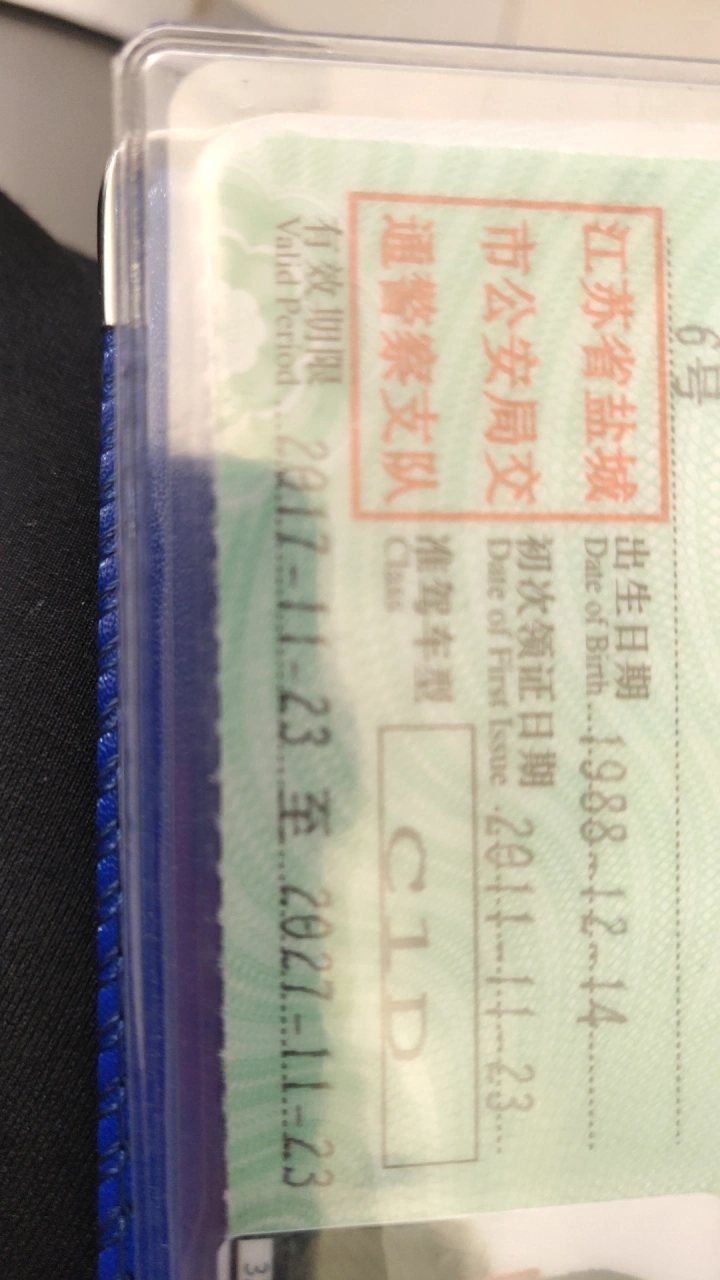 6号
江苏省盐城
市公安局交
通警察支队
出生日期
Date of Birth 1988-12-14
初次领证日期
Date of First Issue 2011-11-23
准驾车型
Class C1D
有效期限
Valid Period 2017-11-23 至 2027-11-23
3